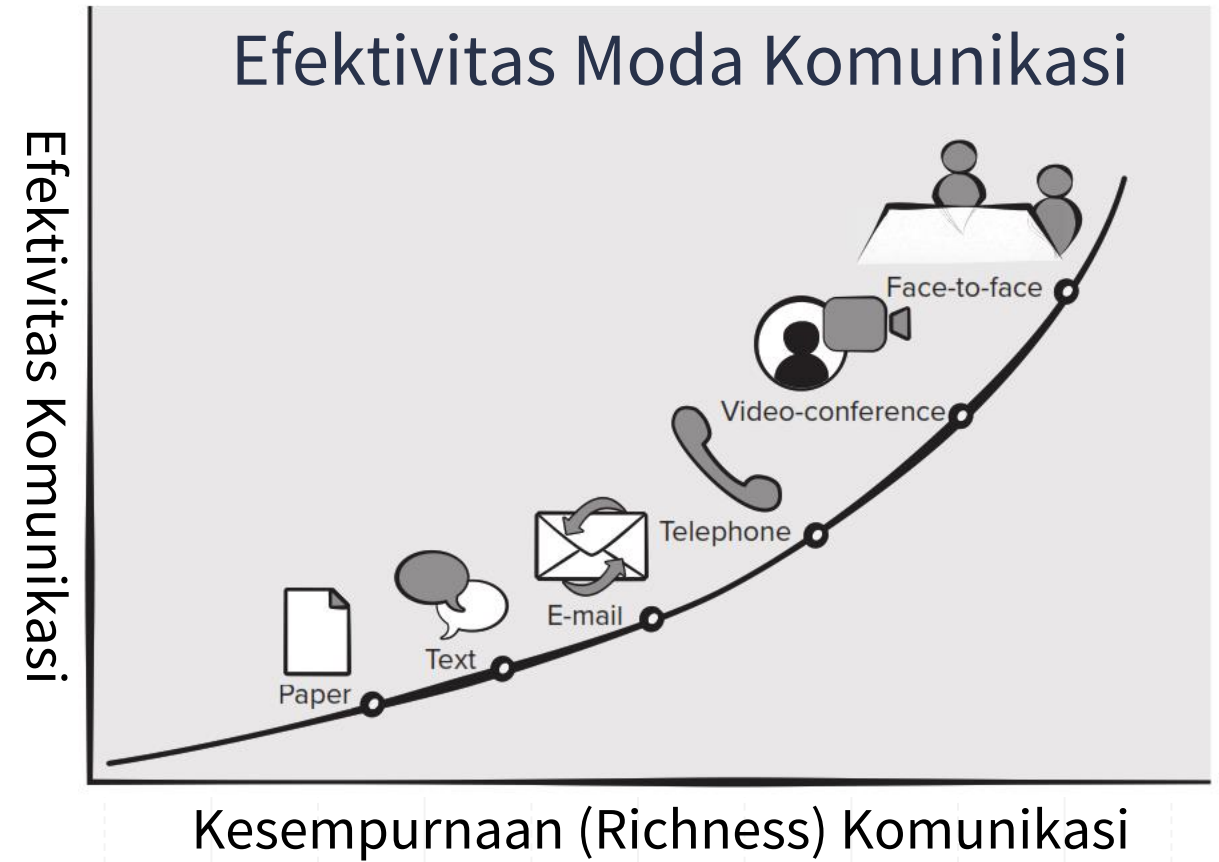 Efektivitas Moda Komunikasi
Efektivitas Komunikasi
Face-to-face
Video-conference
Telephone
E-mail
Text
Paper
Kesempurnaan (Richness) Komunikasi